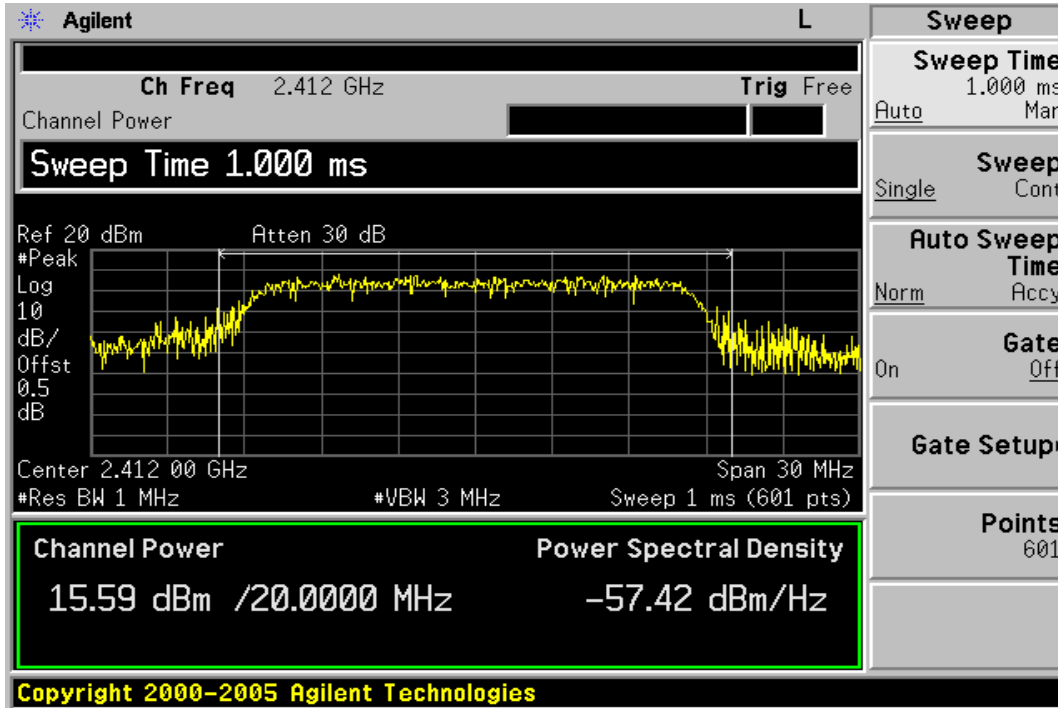 Agilent L
Ch Freq 2.412 GHz Trig Free
Channel Power
Sweep Time 1.000 ms
Ref 20 dBm Atten 30 dB
#Peak
Log
10
dB/
Offst
0.5
dB
Center 2.412 00 GHz Span 30 MHz
#Res BW 1 MHz #VBW 3 MHz Sweep 1 ms (601 pts)
Channel Power Power Spectral Density
15.59 dBm /20.0000 MHz -57.42 dBm/Hz
Copyright 2000-2005 Agilent Technologies
Sweep
Sweep Time
1.000 ms
Auto Man
Sweep
Single Cont
Auto Sweep
Time
Norm Accy
Gate
On Off
Gate Setup
Points
601